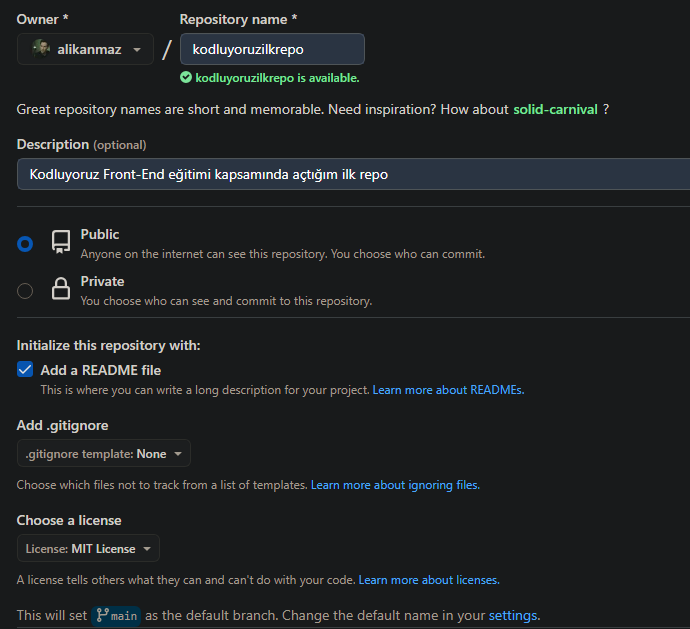 Owner * Repository name *
alikanmaz / kodluyoruzilkrepo
kodluyoruzilkrepo is available.
Great repository names are short and memorable. Need inspiration? How about solid-carnival ?
Description (optional)
Kodluyoruz Front-End eğitimi kapsamında açtığım ilk repo
Public
Anyone on the internet can see this repository. You choose who can commit.
Private
You choose who can see and commit to this repository.
Initialize this repository with:
Add a README file
This is where you can write a long description for your project. Learn more about READMEs.
Add .gitignore
.gitignore template: None
Choose which files not to track from a list of templates. Learn more about ignoring files.
Choose a license
License: MIT License
A license tells others what they can and can't do with your code. Learn more about licenses.
This will set main as the default branch. Change the default name in your settings.